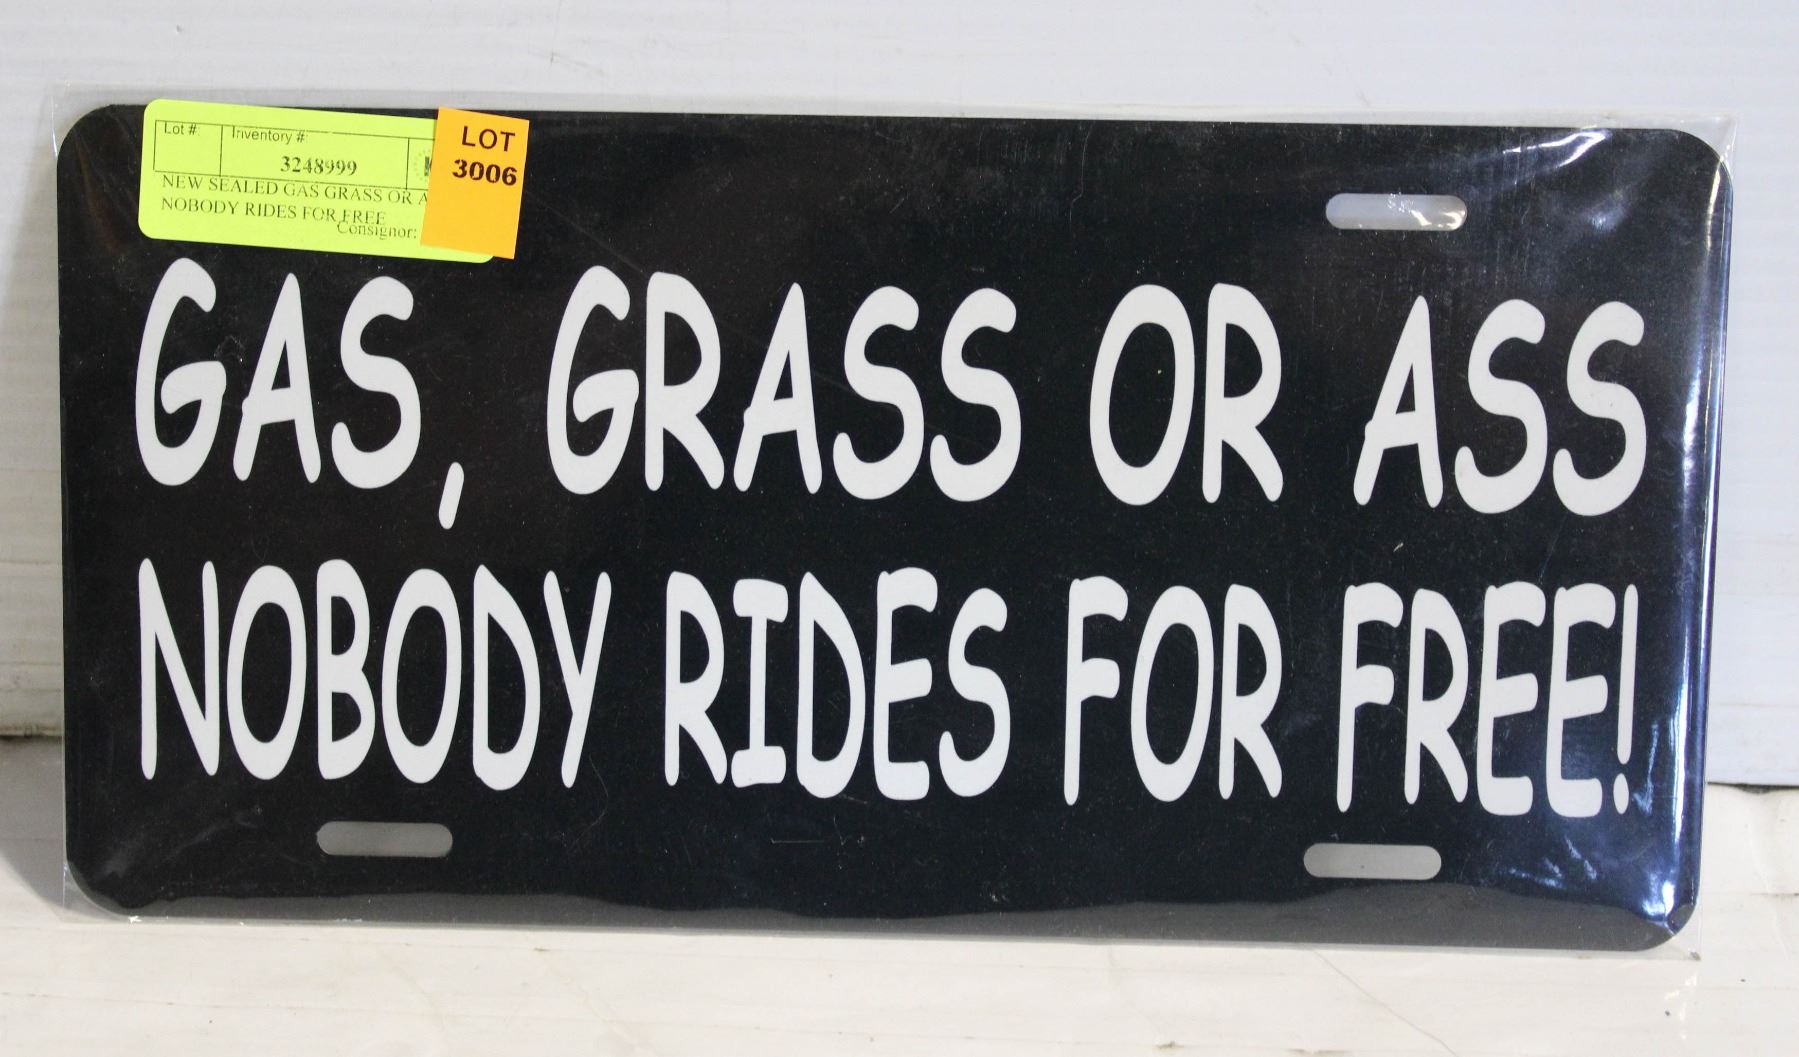 Lot #:
Inventory #:
3248999
NEW SEALED GAS GRASS OR
NOBODY RIDES FOR FREE
Consignor:
LOT
3006
GAS, GRASS OR ASS
NOBODY RIDES FOR FREE!